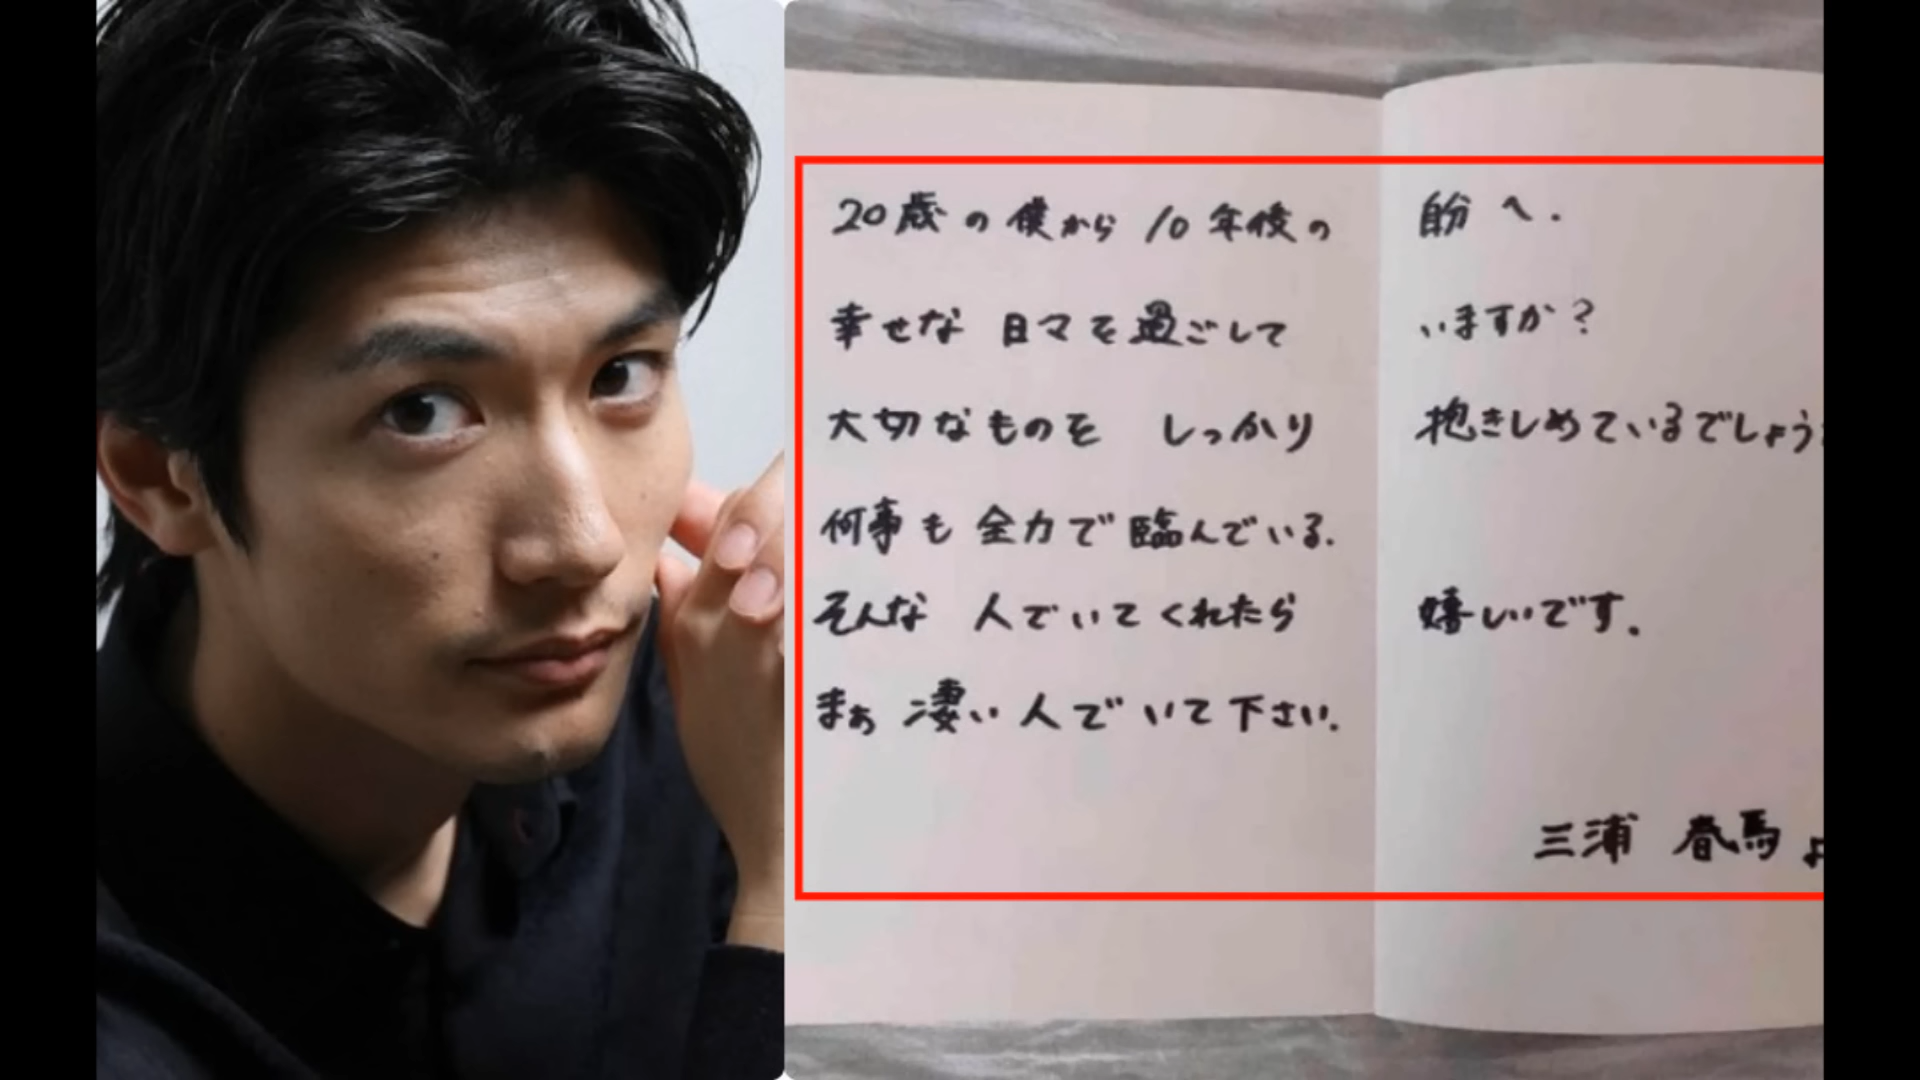 20歳の僕から10年後の自分へ.
幸せな日々を過ごしていますか?
大切なものを しっかり抱きしめているでしょう
何事も全力で臨んでいる.
そんな 人でいてくれたら嬉しいです.
まぁ 凄い人でいて下さい.
三浦 春馬